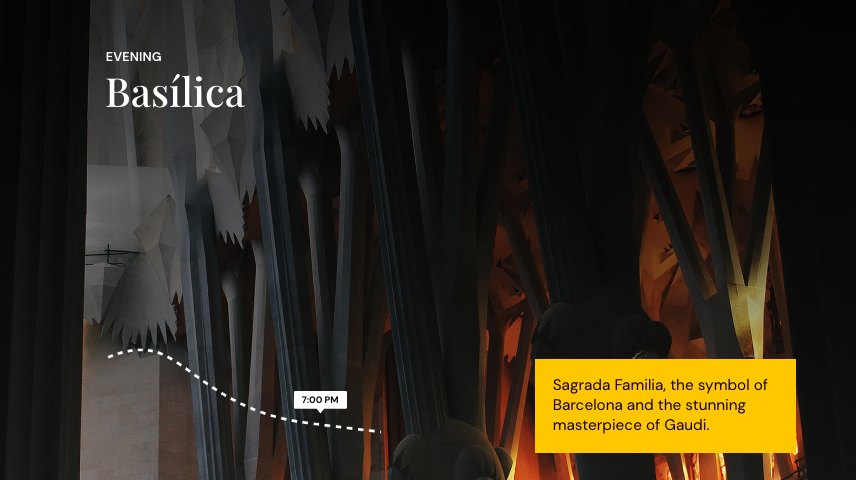 EVENING
Basílica
7:00 PM
Sagrada Familia, the symbol of
Barcelona and the stunning
masterpiece of Gaudi.